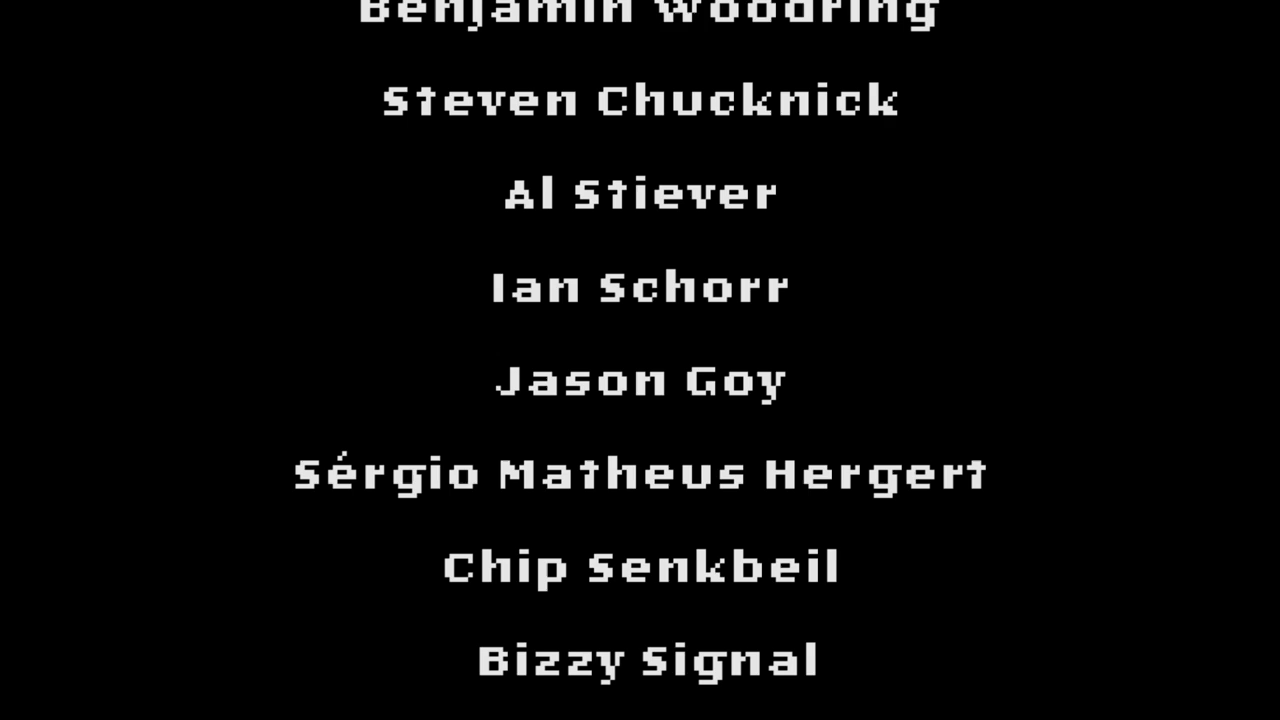 Benjamin Woodring
Steven Chucknick
Al Stiever
Ian Schorr
Jason Goy
Sérgio Matheus Hergert
Chip Senkbeil
Bizzy Signal